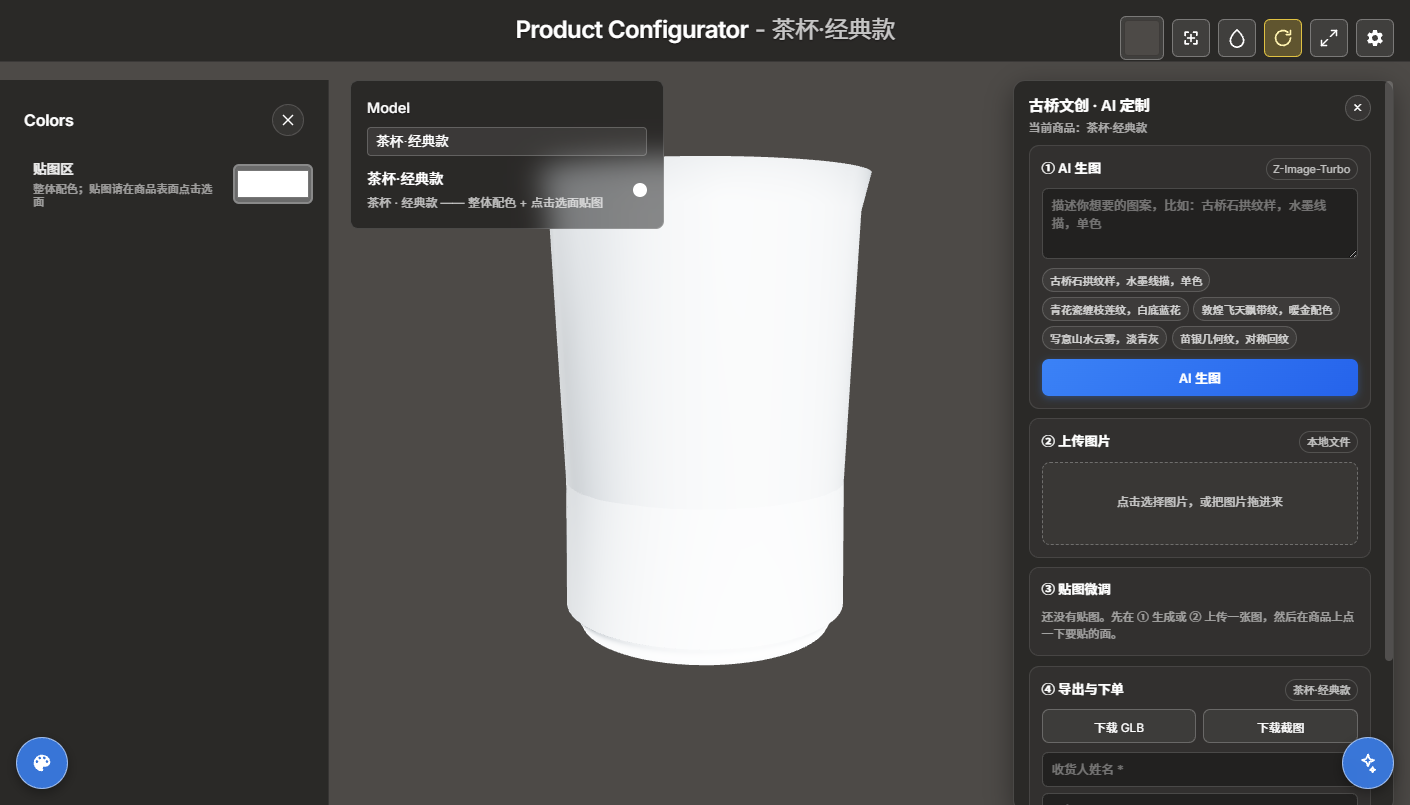 Product Configurator - 茶杯·经典款
Colors
贴图区
整体配色；贴图请在商品表面点击选
面
Model
茶杯·经典款
茶杯·经典款
茶杯 · 经典款 —— 整体配色 + 点击选面贴图
古桥文创 · AI 定制
当前商品：茶杯·经典款
① AI 生图
Z-Image-Turbo
描述你想要的图案，比如：古桥石拱纹样，水墨线
描，单色
古桥石拱纹样，水墨线描，单色
青花瓷缠枝莲纹，白底蓝花
敦煌飞天飘带纹，暖金配色
写意山水云雾，淡青灰
苗银几何纹，对称回纹
AI 生图
② 上传图片
本地文件
点击选择图片，或把图片拖进来
③ 贴图微调
还没有贴图。先在 ① 生成或 ② 上传一张图，然后在商品上点
一下要贴的面。
④ 导出与下单
茶杯·经典款
下载 GLB
下载截图
收货人姓名 *